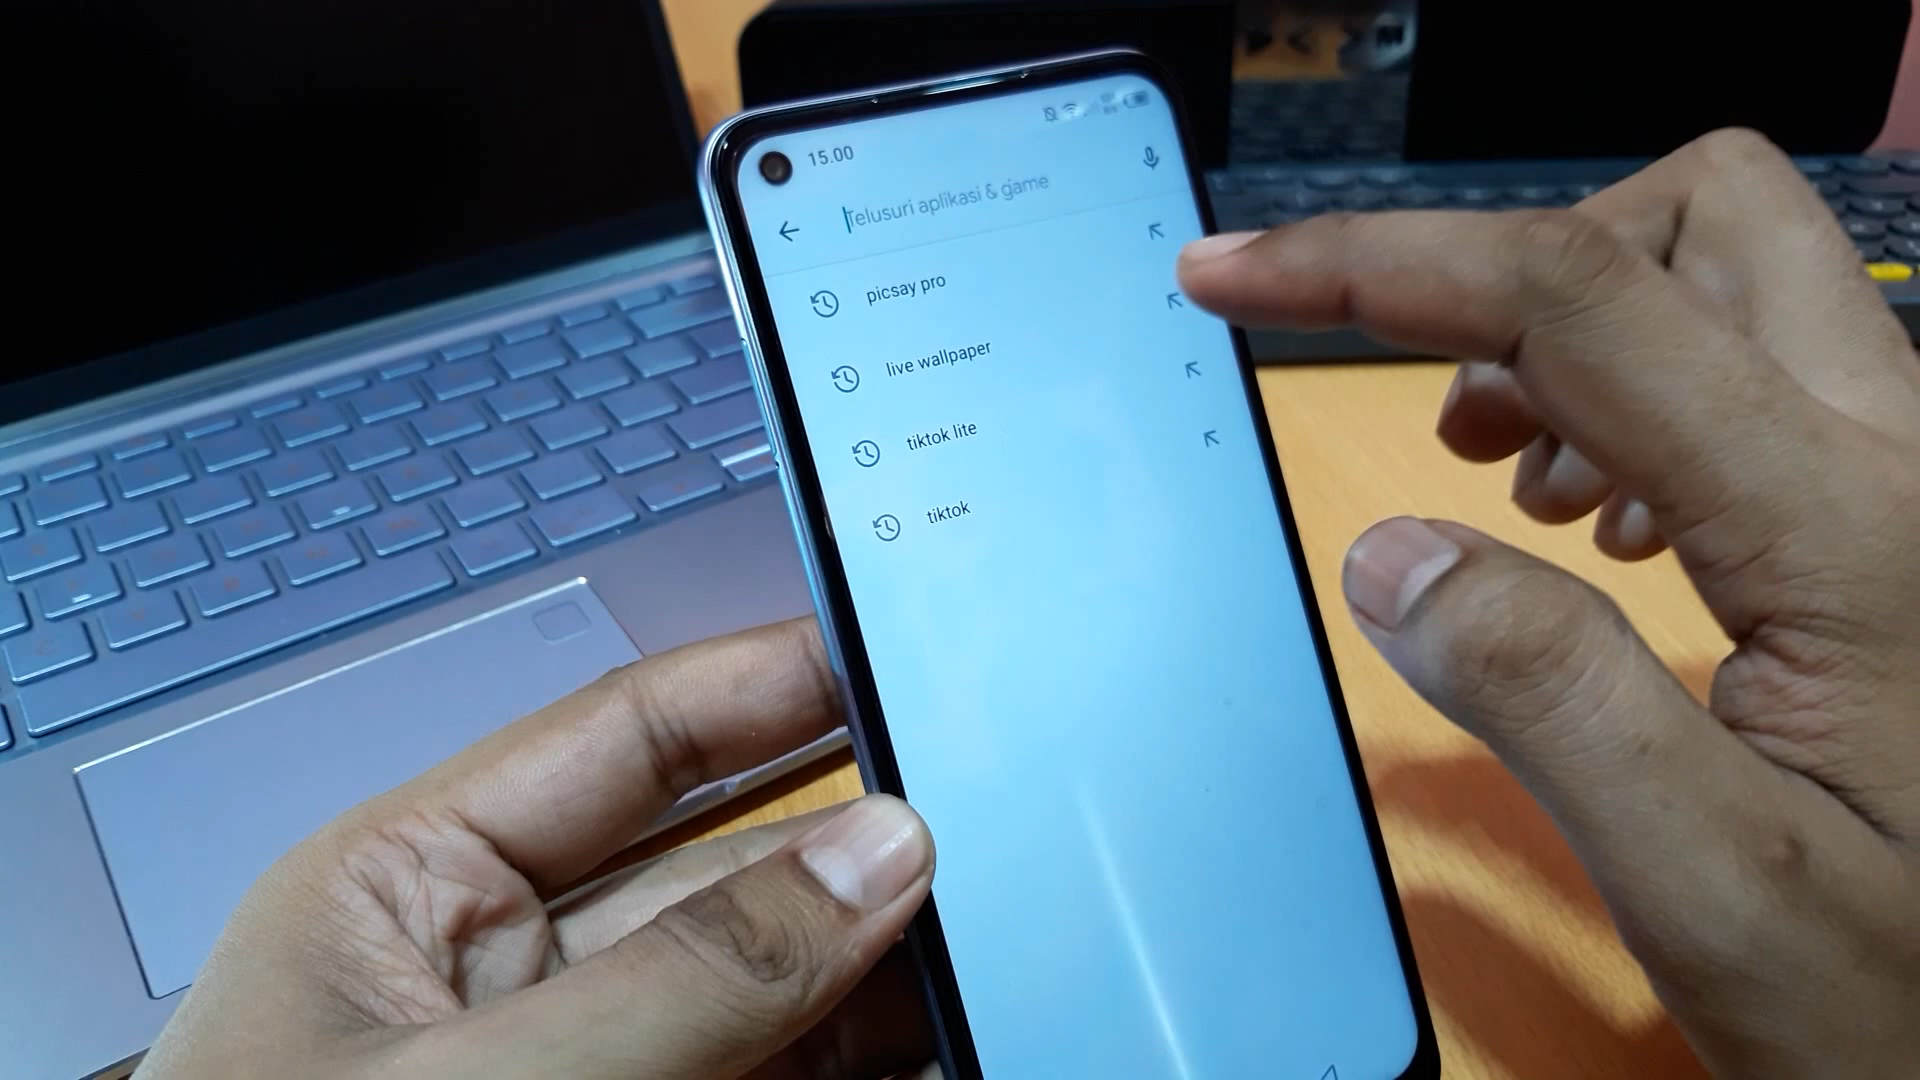 15.00
Telusuri aplikasi & game
picsay pro
live wallpaper
tiktok lite
tiktok